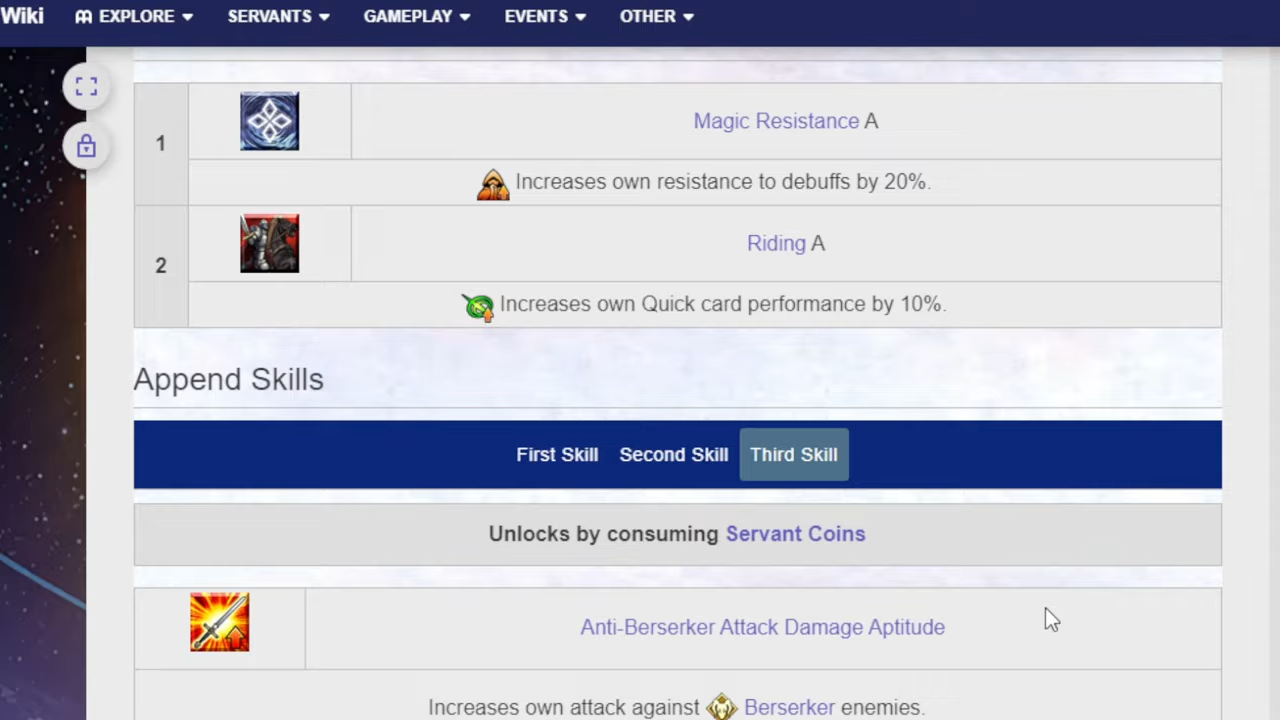 Wiki EXPLORE SERVANTS GAMEPLAY EVENTS OTHER
1 Magic Resistance A
Increases own resistance to debuffs by 20%.
2 Riding A
Increases own Quick card performance by 10%.
Append Skills
First Skill Second Skill Third Skill
Unlocks by consuming Servant Coins
Anti-Berserker Attack Damage Aptitude
Increases own attack against Berserker enemies.